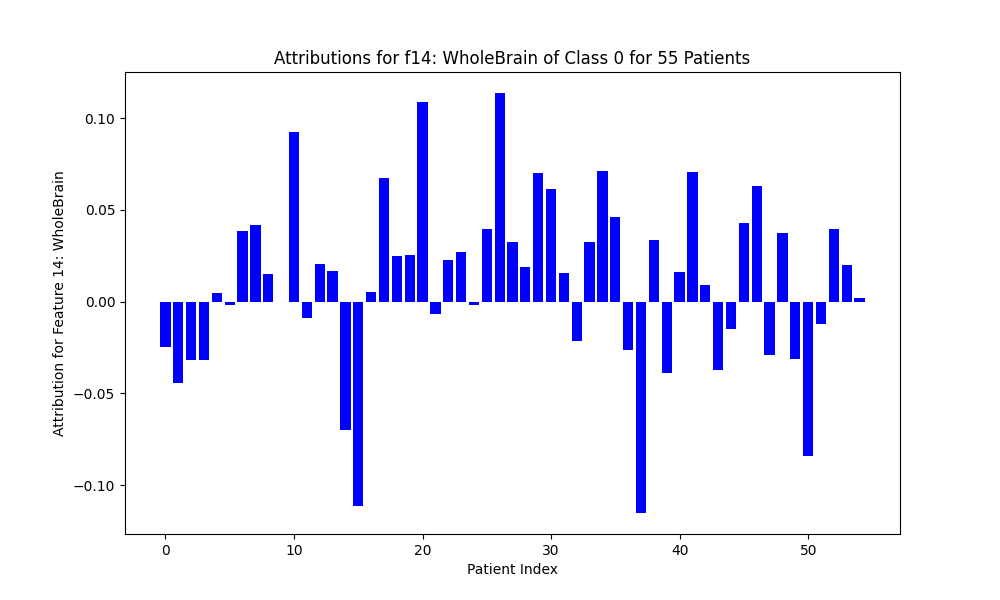 Attributions for f14: WholeBrain of Class 0 for 55 Patients
Attribution for Feature 14: WholeBrain
0.10
0.05
0.00
−0.05
−0.10
0 10 20 30 40 50
Patient Index